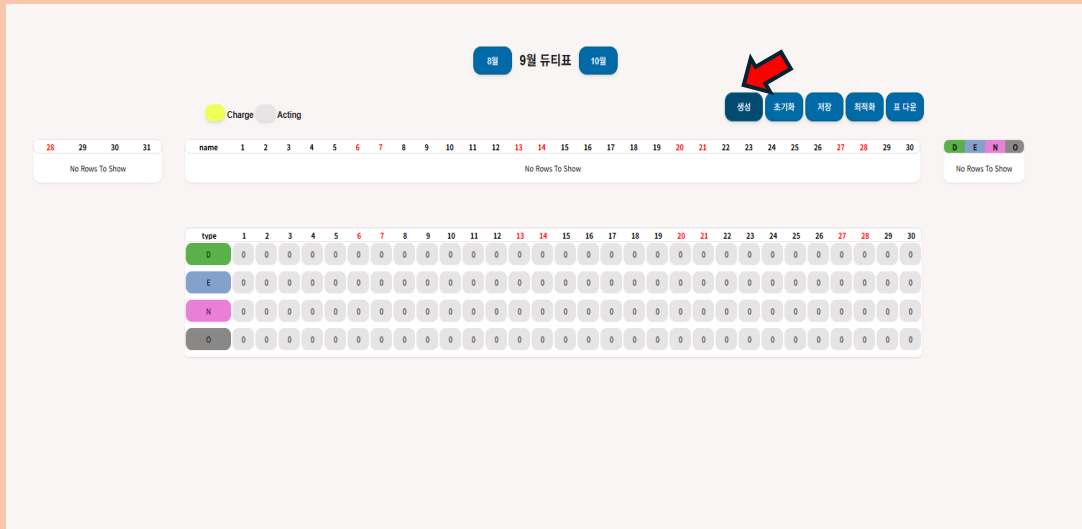 8월 9월 듀티표 10월
생성 초기화 저장 최적화 표 다운
Charge Acting
28 29 30 31
No Rows To Show
name 1 2 3 4 5 6 7 8 9 10 11 12 13 14 15 16 17 18 19 20 21 22 23 24 25 26 27 28 29 30
No Rows To Show
D E N O
No Rows To Show
type 1 2 3 4 5 6 7 8 9 10 11 12 13 14 15 16 17 18 19 20 21 22 23 24 25 26 27 28 29 30
D 0 0 0 0 0 0 0 0 0 0 0 0 0 0 0 0 0 0 0 0 0 0 0 0 0 0 0 0 0 0
E 0 0 0 0 0 0 0 0 0 0 0 0 0 0 0 0 0 0 0 0 0 0 0 0 0 0 0 0 0 0
N 0 0 0 0 0 0 0 0 0 0 0 0 0 0 0 0 0 0 0 0 0 0 0 0 0 0 0 0 0 0
O 0 0 0 0 0 0 0 0 0 0 0 0 0 0 0 0 0 0 0 0 0 0 0 0 0 0 0 0 0 0